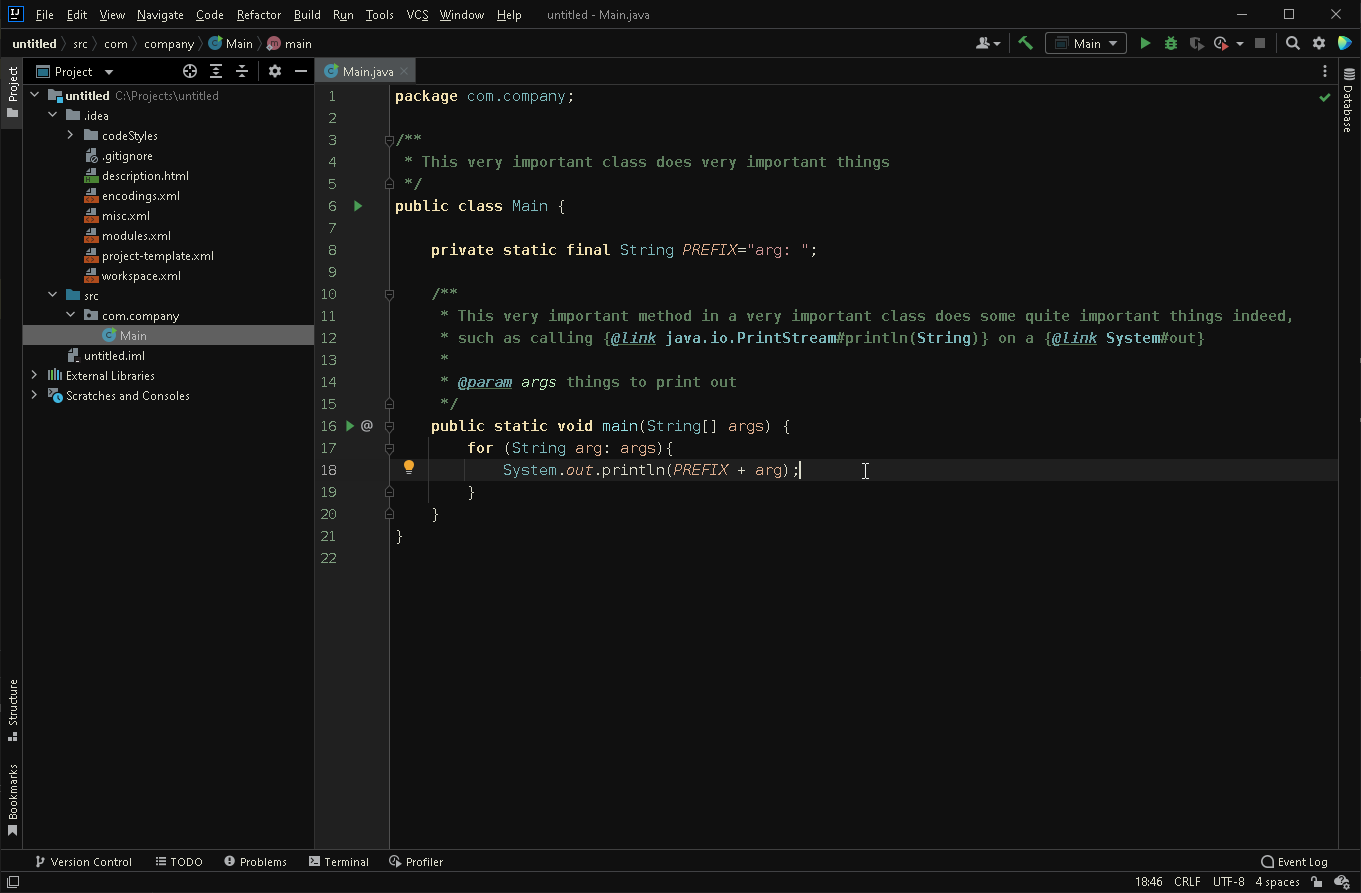 IJ File Edit View Navigate Code Refactor Build Run Tools VCS Window Help untitled - Main.java
untitled src com company Main main Main
Project
Project
Main.java
Database
untitled C:\Projects\untitled
.idea
codeStyles
.gitignore
description.html
encodings.xml
misc.xml
modules.xml
project-template.xml
workspace.xml
src
com.company
Main
untitled.iml
External Libraries
Scratches and Consoles
Structure
Bookmarks
1 package com.company;
2
3 /**
4 * This very important class does very important things
5 */
6 public class Main {
7
8 private static final String PREFIX="arg: ";
9
10 /**
11 * This very important method in a very important class does some quite important things indeed,
12 * such as calling {@link java.io.PrintStream#println(String)} on a {@link System#out}
13 *
14 * @param args things to print out
15 */
16 @ public static void main(String[] args) {
17 for (String arg: args){
18 System.out.println(PREFIX + arg);
19 }
20 }
21 }
22
Version Control TODO Problems Terminal Profiler Event Log
18:46 CRLF UTF-8 4 spaces